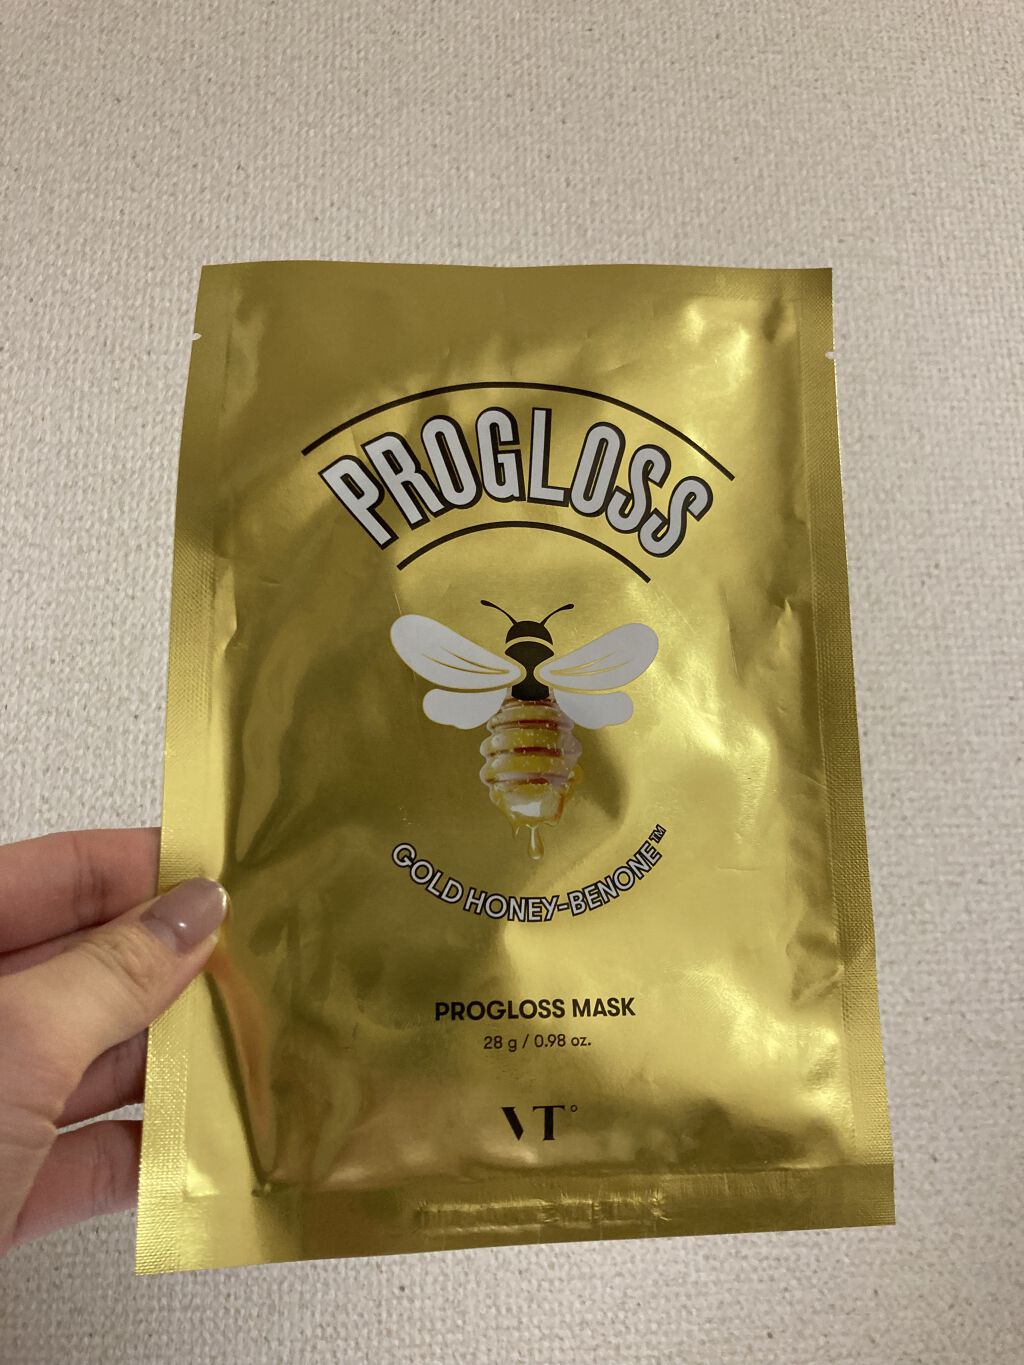 PROGLOSS
GOLD HONEY-BENONE™
PROGLOSS MASK
28 g / 0.98 oz.
VT°